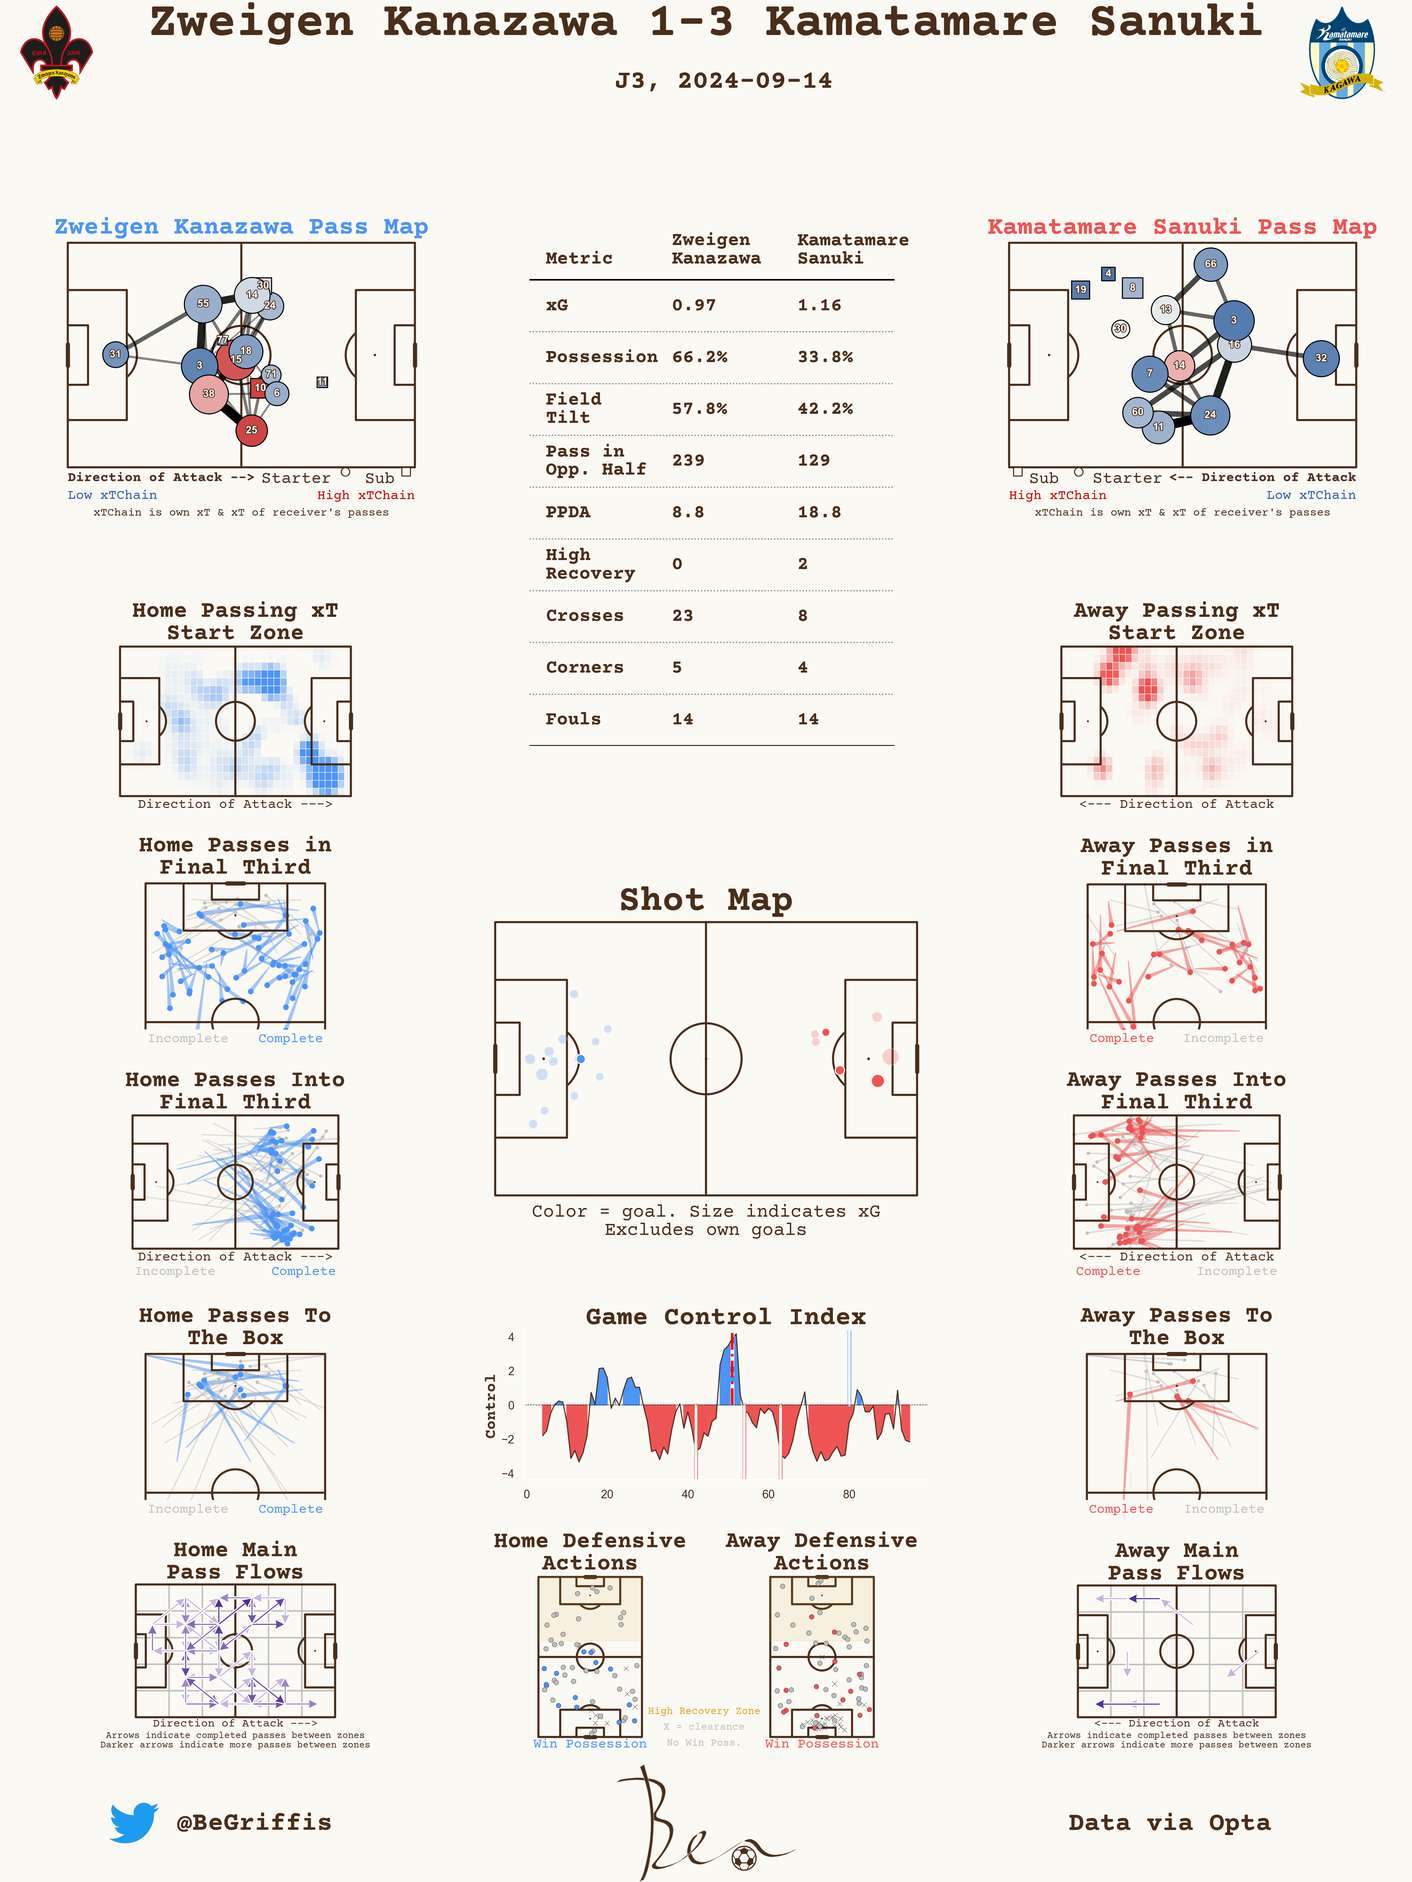 Zweigen Kanazawa 1-3 Kamatamare Sanuki
J3, 2024-09-14
Estd 2006
Zweigen Kanazawa
Kamatamare
SANUKI
KAGAWA
Zweigen Kanazawa Pass Map
30
14
24
55
77
18
15
31
3
71
10
6
11
38
25
Direction of Attack --> Starter Sub
Low xTChain High xTChain
xTChain is own xT & xT of receiver's passes
Metric Zweigen Kanazawa Kamatamare Sanuki
xG 0.97 1.16
Possession 66.2% 33.8%
Field Tilt 57.8% 42.2%
Pass in Opp. Half 239 129
PPDA 8.8 18.8
High Recovery 0 2
Crosses 23 8
Corners 5 4
Fouls 14 14
Kamatamare Sanuki Pass Map
66
4
19
8
13
3
30
16
32
14
7
60
24
11
Sub Starter <-- Direction of Attack
High xTChain Low xTChain
xTChain is own xT & xT of receiver's passes
Home Passing xT
Start Zone
Direction of Attack --->
Away Passing xT
Start Zone
<--- Direction of Attack
Home Passes in
Final Third
Incomplete Complete
Away Passes in
Final Third
Complete Incomplete
Shot Map
Color = goal. Size indicates xG
Excludes own goals
Home Passes Into
Final Third
Direction of Attack --->
Incomplete Complete
Away Passes Into
Final Third
<--- Direction of Attack
Complete Incomplete
Home Passes To
The Box
Incomplete Complete
Game Control Index
Control
4
2
0
−2
−4
0 20 40 60 80
Away Passes To
The Box
Complete Incomplete
Home Main
Pass Flows
Direction of Attack --->
Arrows indicate completed passes between zones
Darker arrows indicate more passes between zones
Home Defensive
Actions
Win Possession
Away Defensive
Actions
Win Possession
High Recovery Zone
X = clearance
No Win Poss.
Away Main
Pass Flows
<--- Direction of Attack
Arrows indicate completed passes between zones
Darker arrows indicate more passes between zones
@BeGriffis
Ben
Data via Opta